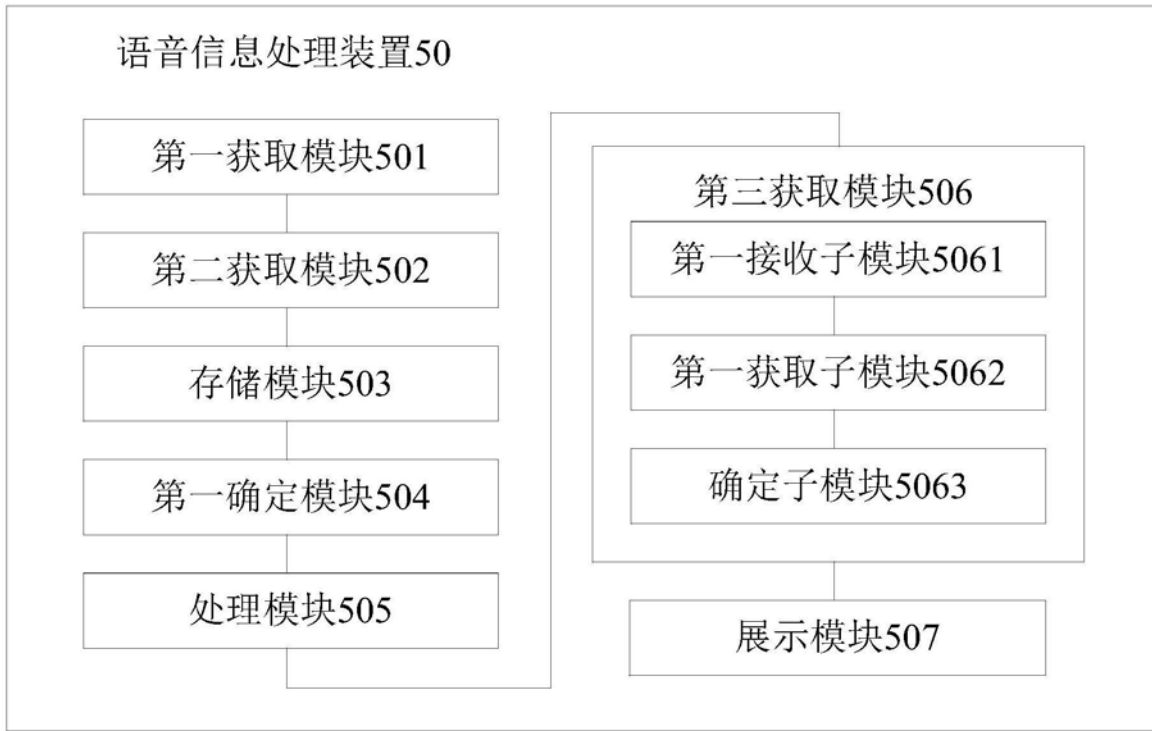 语音信息处理装置50
第一获取模块501
第二获取模块502
存储模块503
第一确定模块504
处理模块505
第三获取模块506
第一接收子模块5061
第一获取子模块5062
确定子模块5063
展示模块507